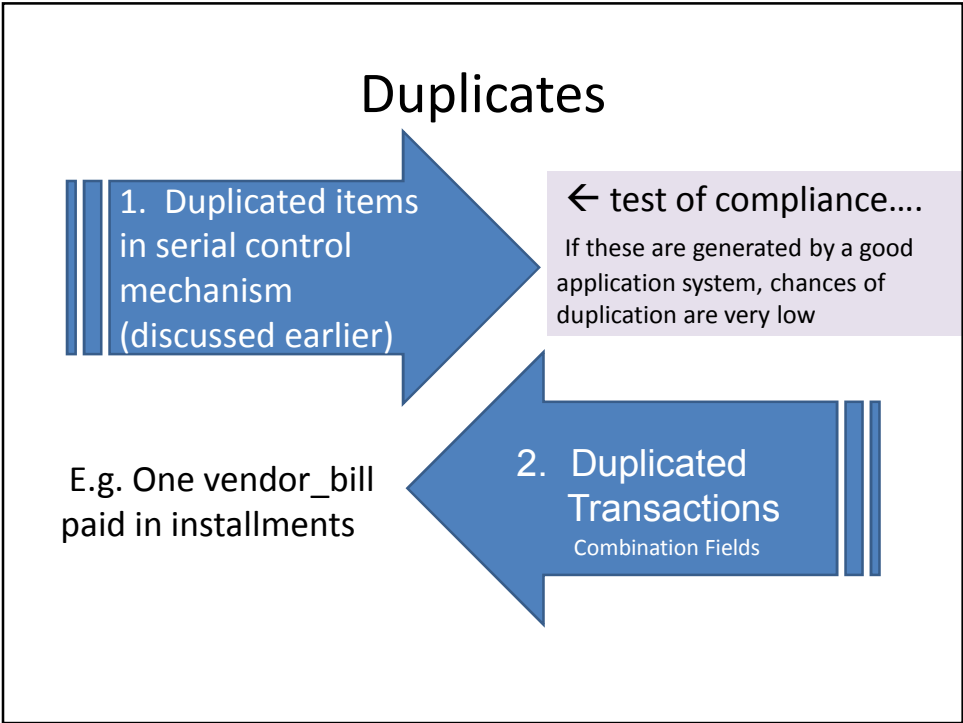 Duplicates
1. Duplicated items
in serial control
mechanism
(discussed earlier)
← test of compliance....
If these are generated by a good
application system, chances of
duplication are very low
E.g. One vendor_bill
paid in installments
2. Duplicated
Transactions
Combination Fields